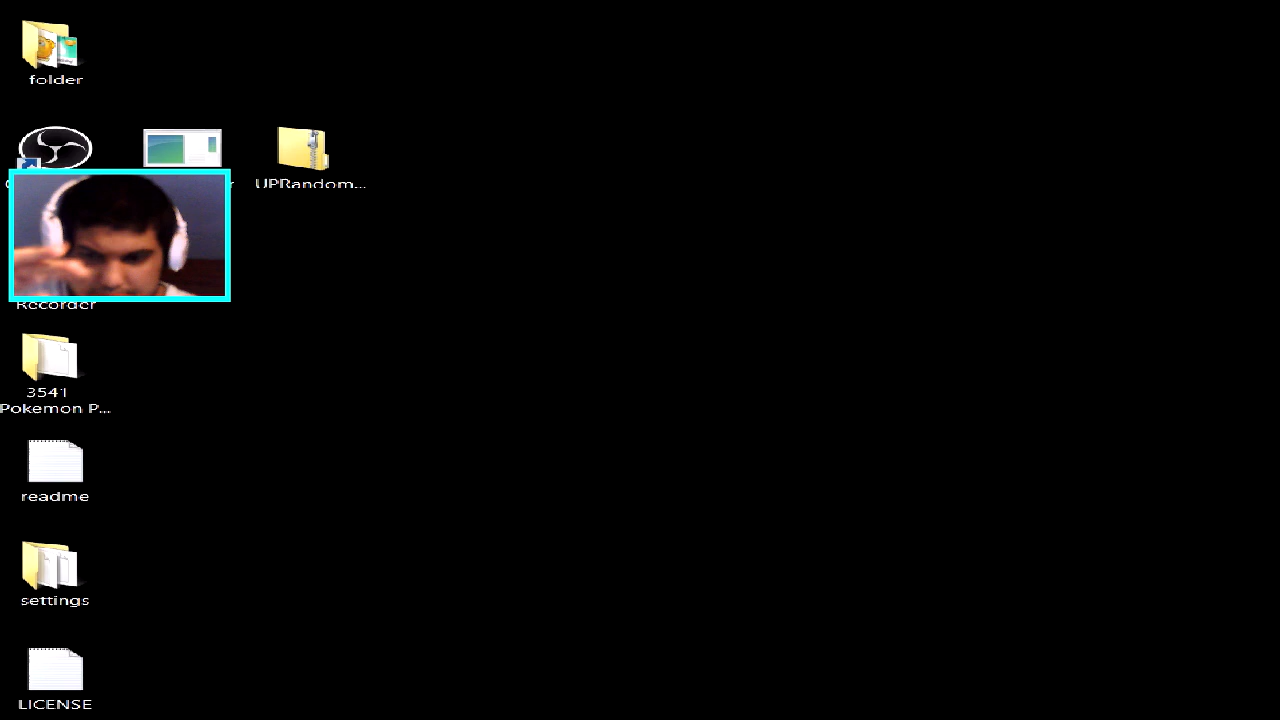 folder
UPRandom...
Recorder
3541
Pokemon P...
readme
settings
LICENSE